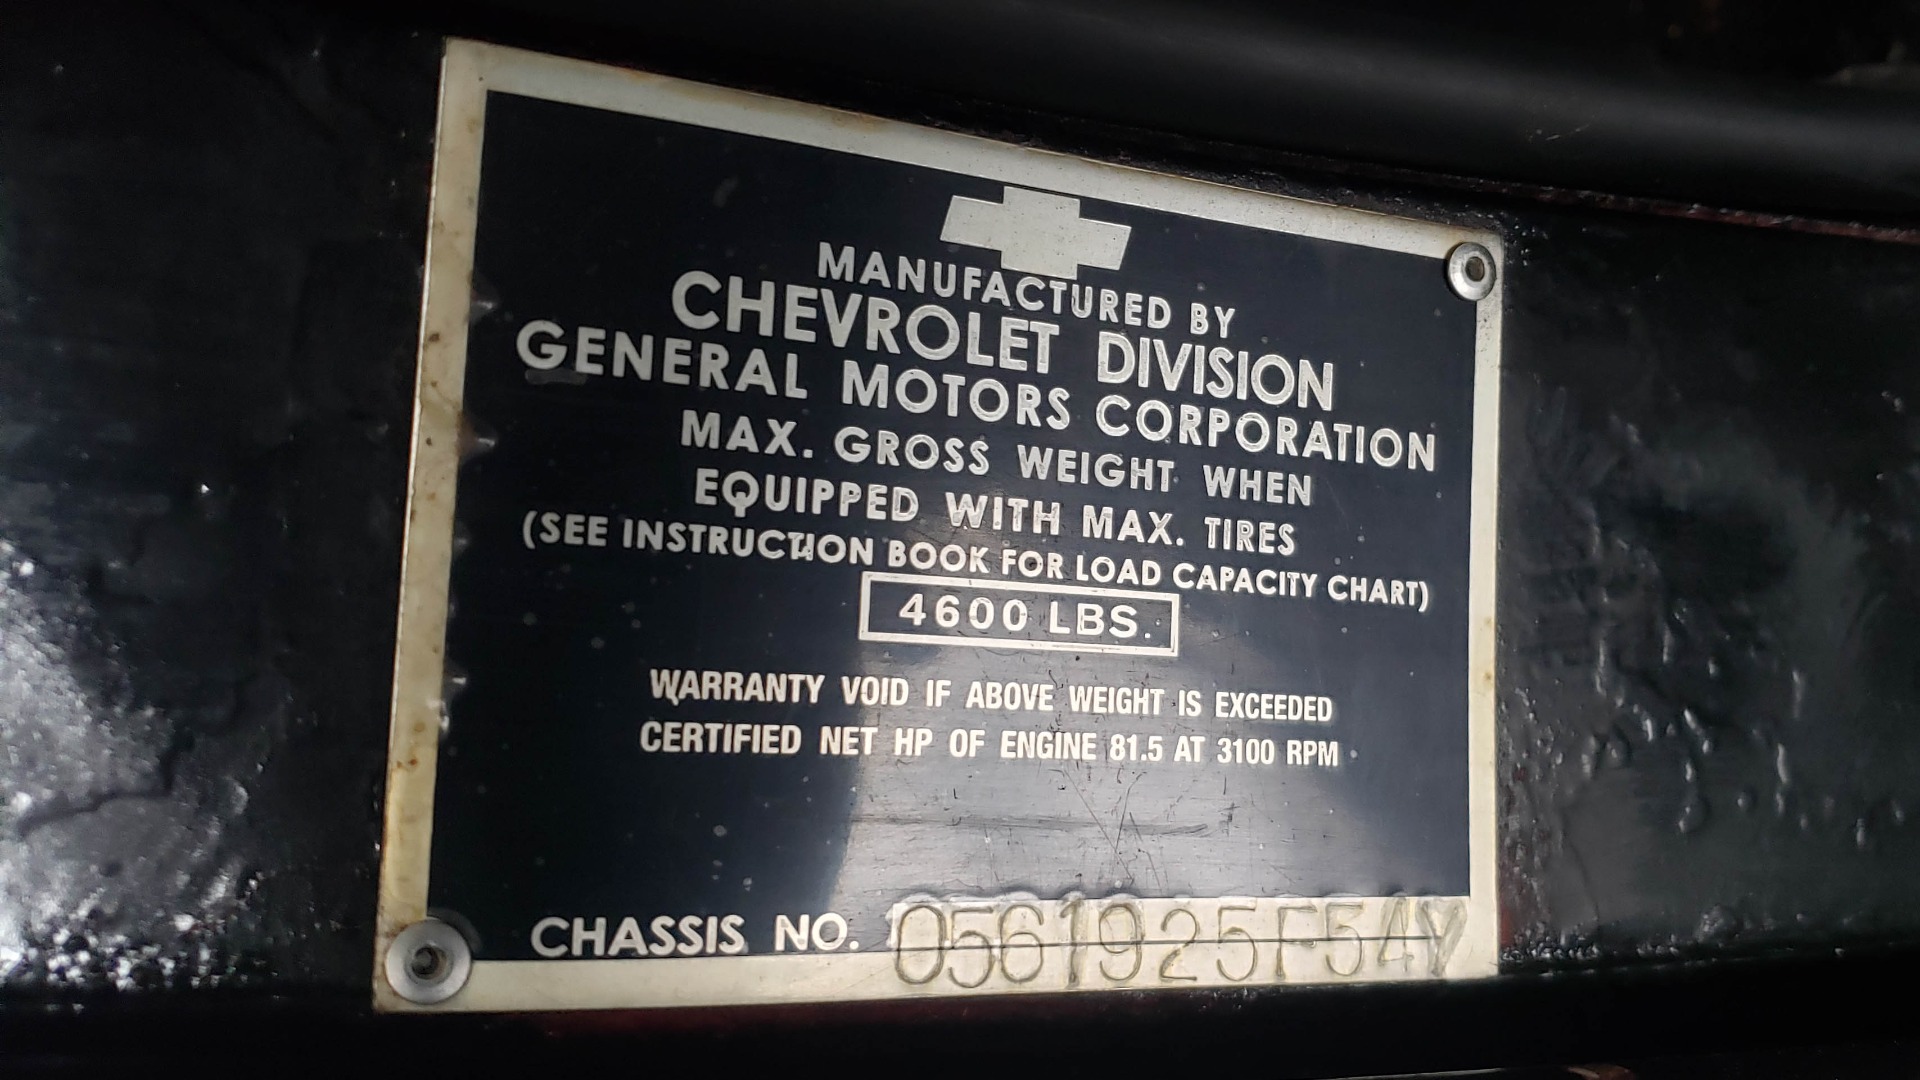 MANUFACTURED BY
CHEVROLET DIVISION
GENERAL MOTORS CORPORATION
MAX. GROSS WEIGHT WHEN
EQUIPPED WITH MAX. TIRES
(SEE INSTRUCTION BOOK FOR LOAD CAPACITY CHART)
4600 LBS.
WARRANTY VOID IF ABOVE WEIGHT IS EXCEEDED
CERTIFIED NET HP OF ENGINE 81.5 AT 3100 RPM
CHASSIS NO. 0561925F54Y